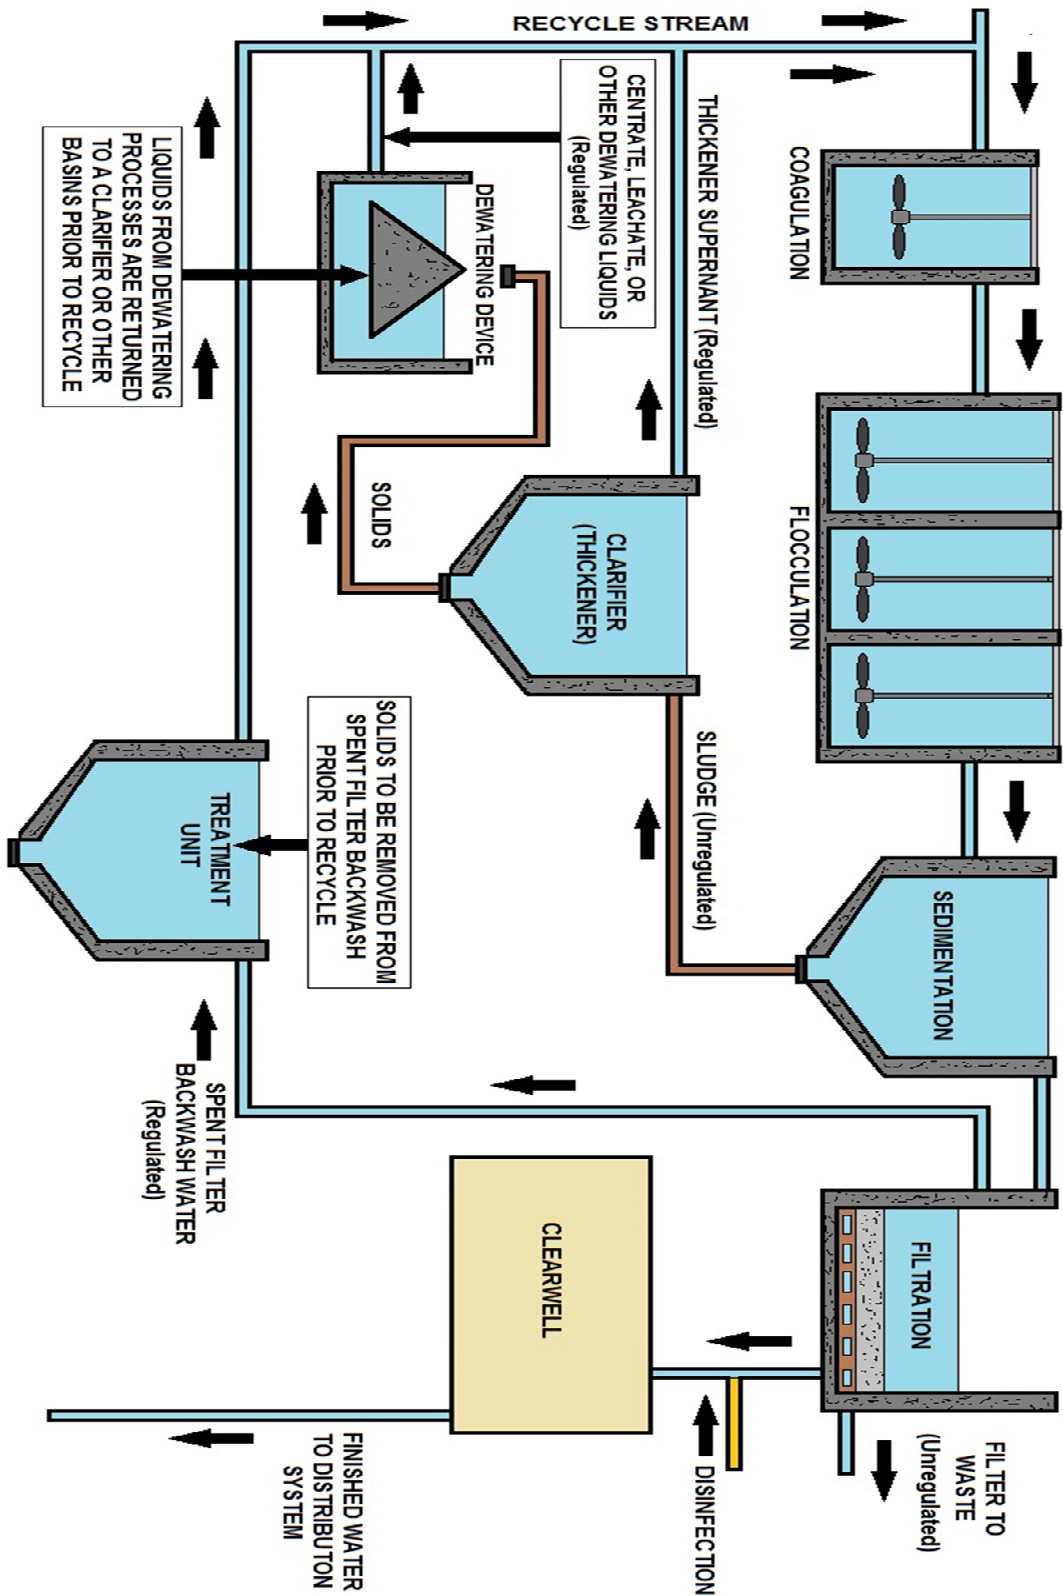 RECYCLE STREAM
COAGULATION
FLOCCULATION
SEDIMENTATION
FILTRATION
FILTER TO
WASTE
(Unregulated)
THICKENER SUPERNANT (Regulated)
CENTRATE, LEACHATE, OR
OTHER DEWATERING LIQUIDS
(Regulated)
DEWATERING DEVICE
LIQUIDS FROM DEWATERING
PROCESSES ARE RETURNED
TO A CLARIFIER OR OTHER
BASINS PRIOR TO RECYCLE
SOLIDS
CLARIFIER
(THICKENER)
SLUDGE (Unregulated)
SOLIDS TO BE REMOVED FROM
SPENT FILTER BACKWASH
PRIOR TO RECYCLE
TREATMENT
UNIT
SPENT FILTER
BACKWASH WATER
(Regulated)
CLEARWELL
DISINFECTION
FINISHED WATER
TO DISTRIBUTON
SYSTEM